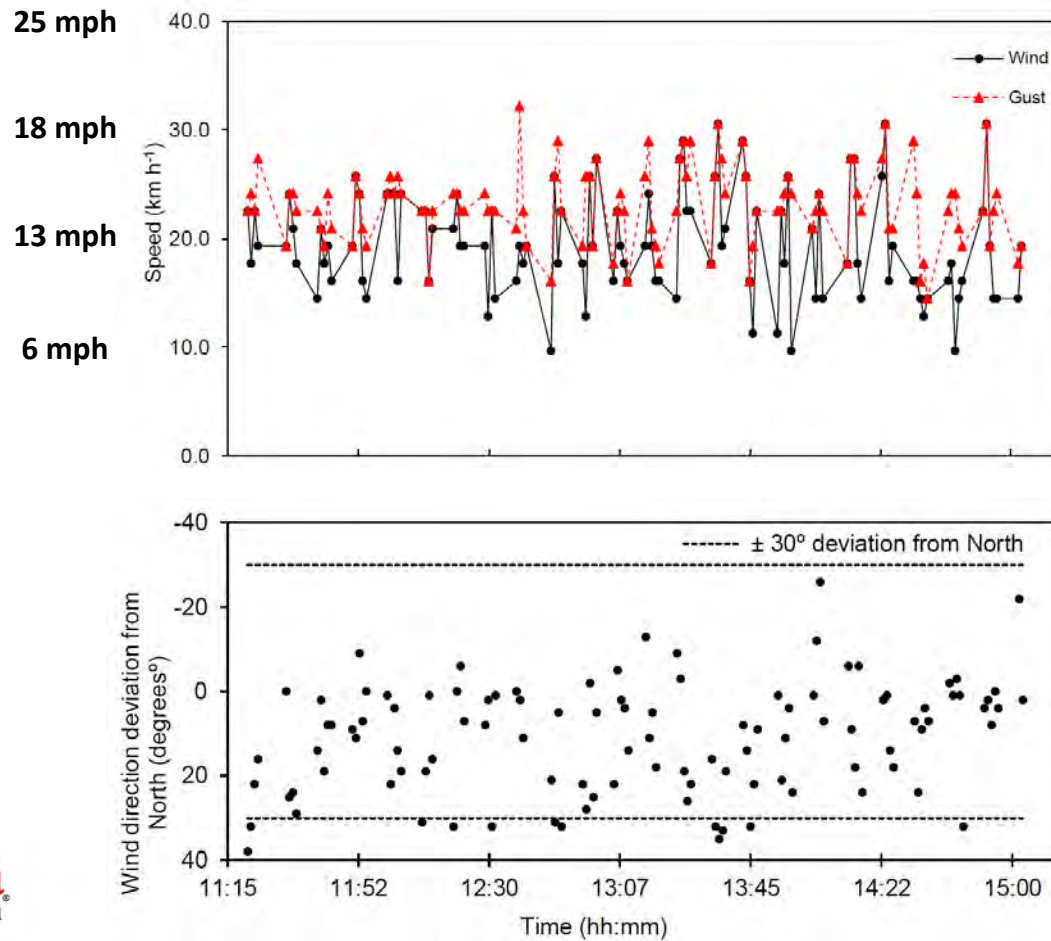 25 mph
18 mph
13 mph
6 mph
40.0
30.0
20.0
10.0
0.0
Speed (km h⁻¹)
Wind
Gust
-40
-20
0
20
40
Wind direction deviation from
North (degreesº)
± 30º deviation from North
11:15
11:52
12:30
13:07
13:45
14:22
15:00
Time (hh:mm)
®